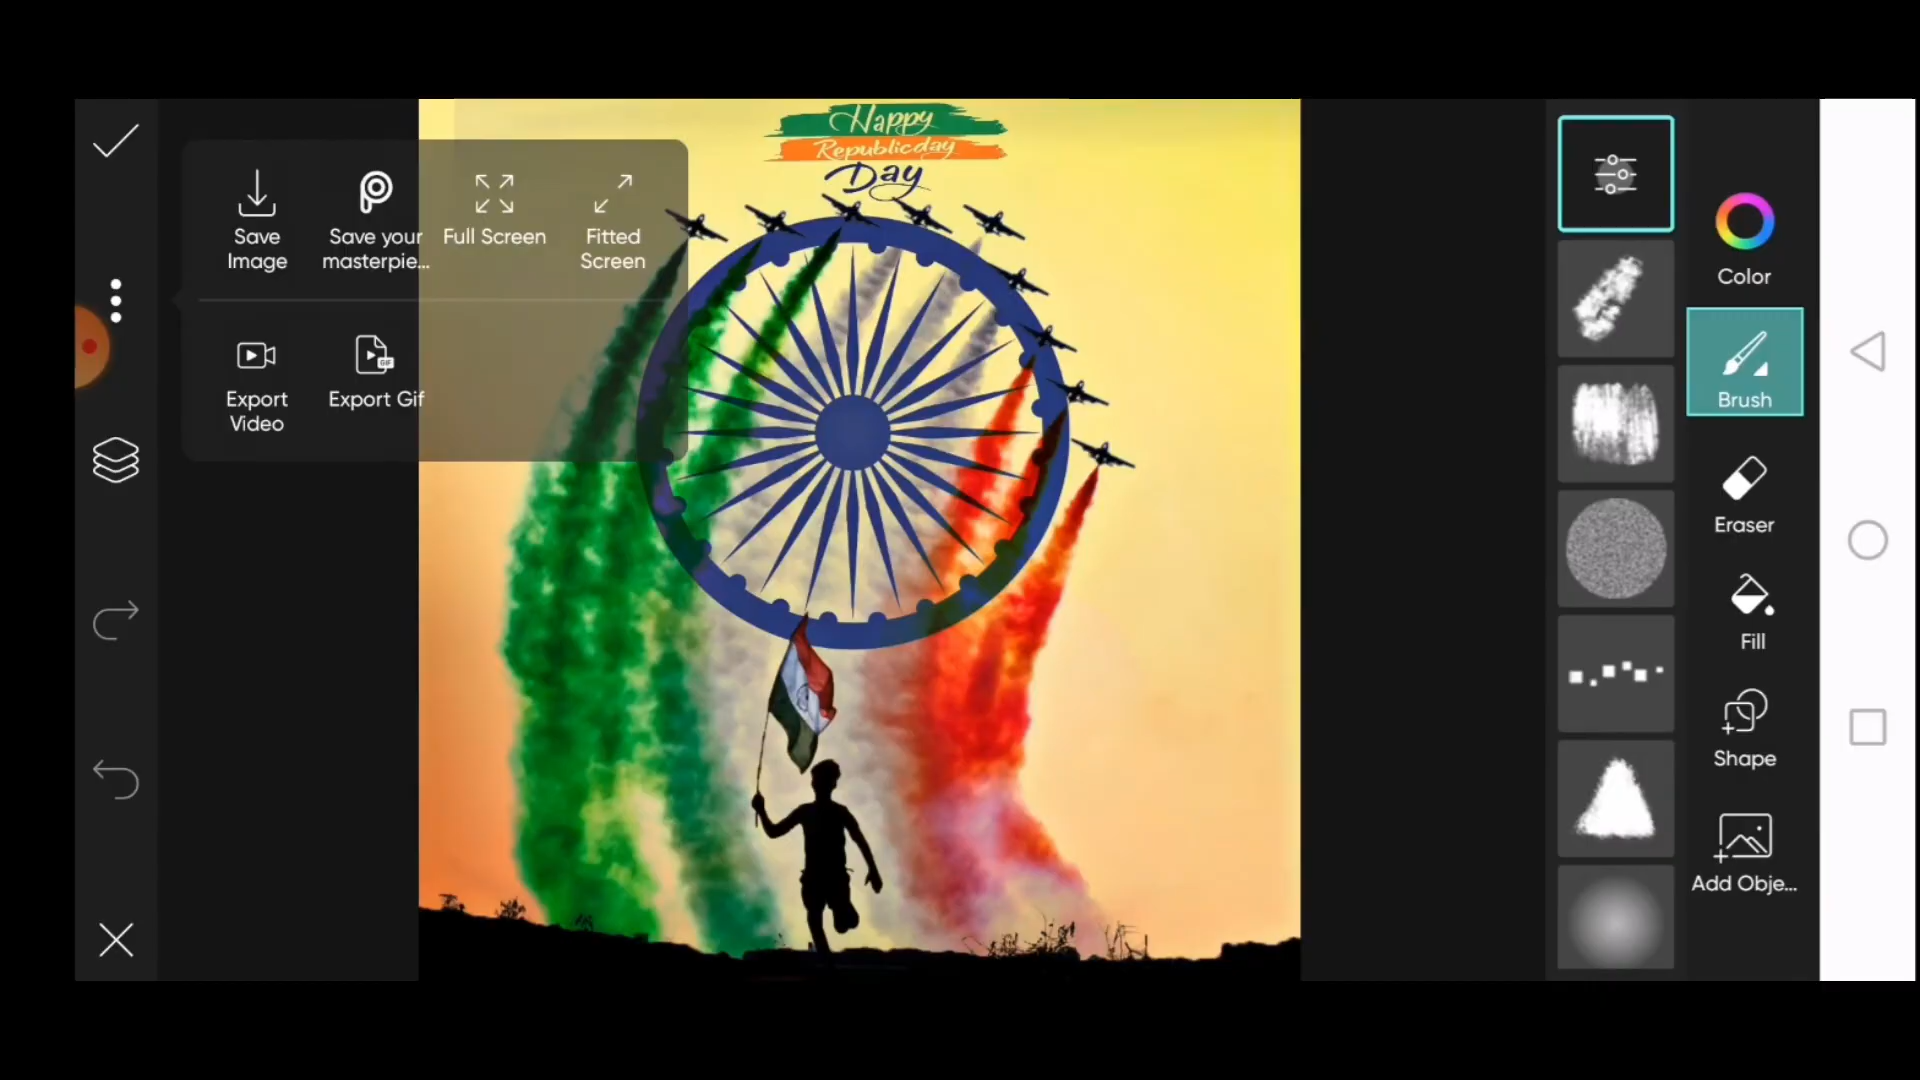 Happy
Republicday
Day
Save
Image
Save your
masterpie...
Full Screen
Fitted
Screen
Export
Video
GIF
Export Gif
Color
Brush
Eraser
Fill
Shape
Add Obje...